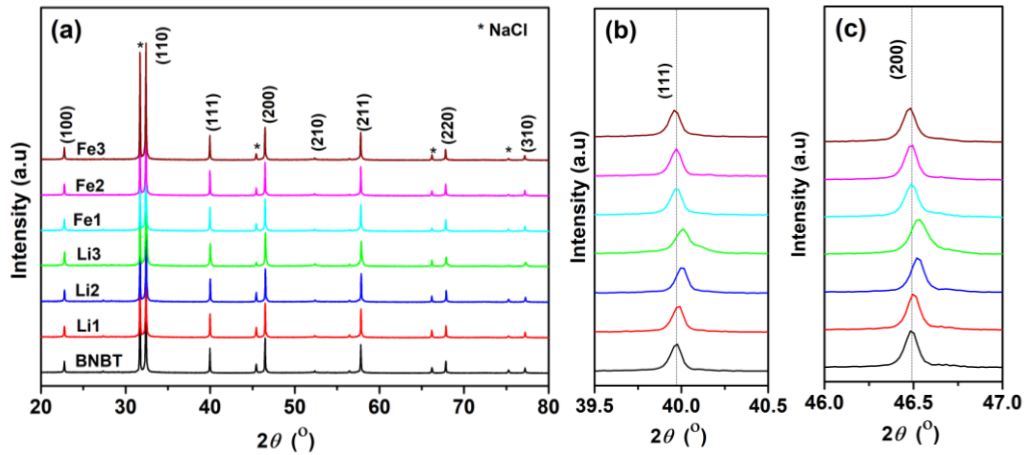 (a)
* NaCl
Intensity (a.u)
(100)
*
(110)
(111)
*
(200)
(210)
(211)
*
(220)
*
(310)
Fe3
Fe2
Fe1
Li3
Li2
Li1
BNBT
20 30 40 50 60 70 80
2θ (°)
(b)
(111)
Intensity (a.u)
39.5 40.0 40.5
2θ (°)
(c)
(200)
Intensity (a.u)
46.0 46.5 47.0
2θ (°)